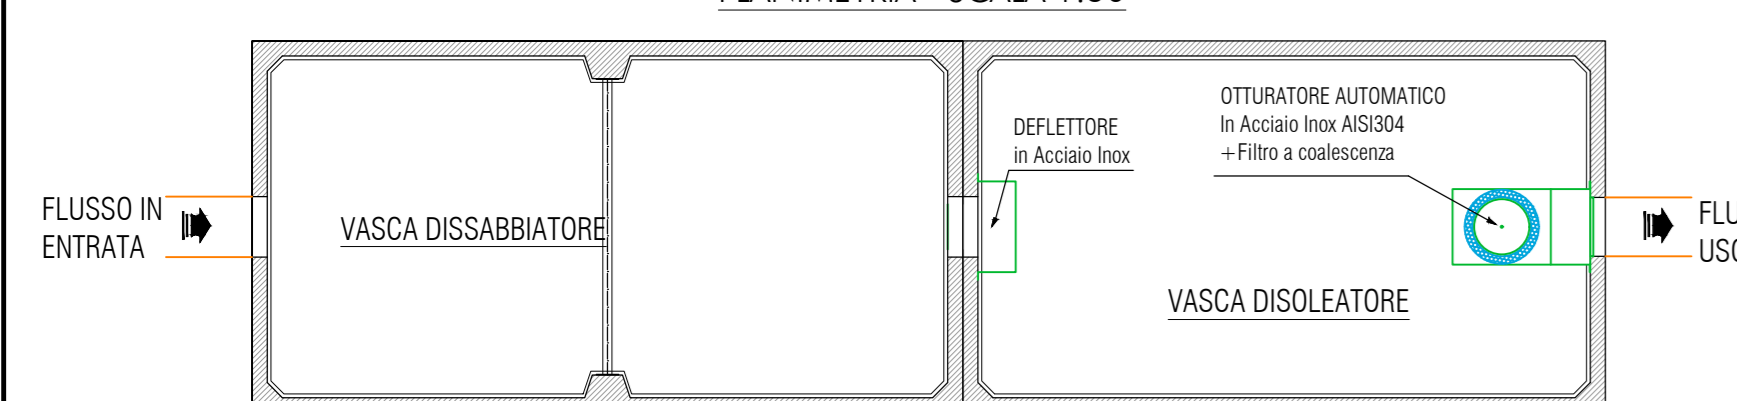 FLUSSO IN
ENTRATA
VASCA DISSABBIATORE
DEFLETTORE
in Acciaio Inox
OTTURATORE AUTOMATICO
In Acciaio Inox AISI304
+Filtro a coalescenza
VASCA DISOLEATORE